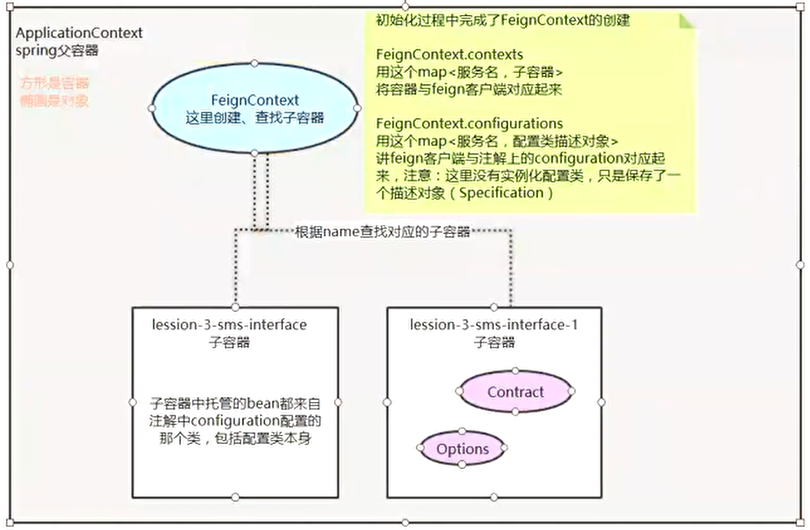 ApplicationContext
spring父容器
方形是容器
椭圆是对象
FeignContext
这里创建、查找子容器
初始化过程中完成了FeignContext的创建
FeignContext.contexts
用这个map<服务名，子容器>
将容器与feign客户端对应起来
FeignContext.configurations
用这个map<服务名，配置类描述对象>
讲feign客户端与注解上的configuration对应起
来，注意：这里没有实例化配置类，只是保存了一
个描述对象（Specification）
根据name查找对应的子容器
lession-3-sms-interface
子容器
子容器中托管的bean都来自
注解中configuration配置的
那个类，包括配置类本身
lession-3-sms-interface-1
子容器
Contract
Options